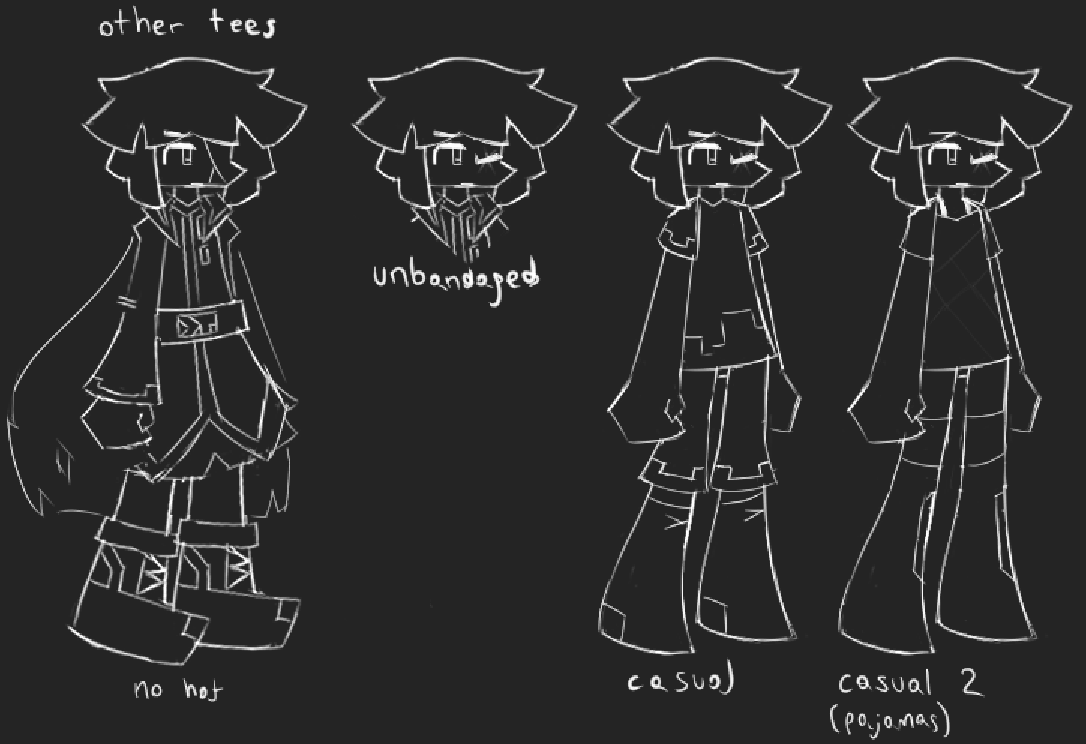 other tees
unbandaged
no hat
casual
casual 2
(pajamas)